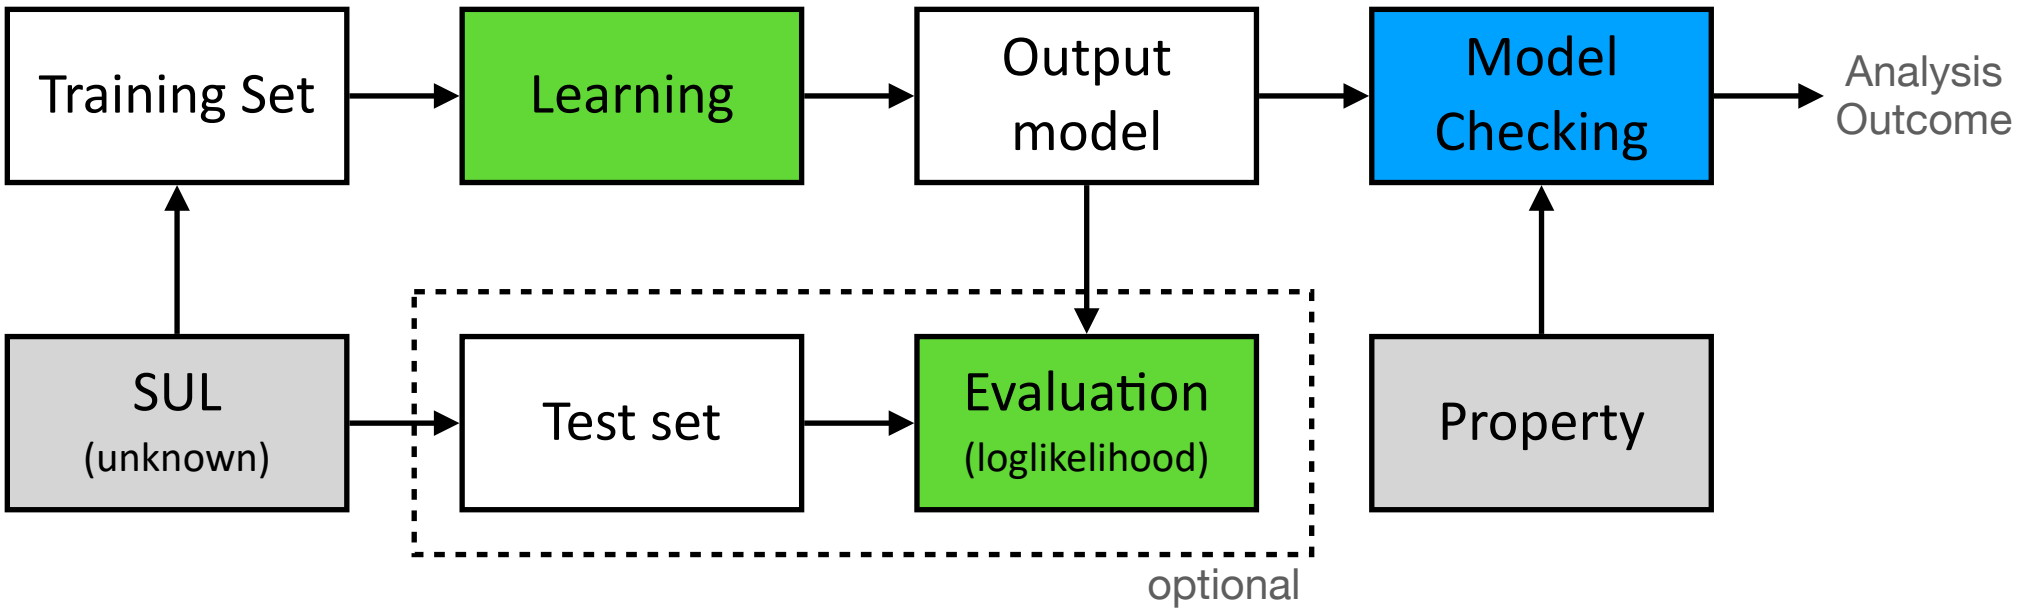 Training Set
Learning
Output
model
Model
Checking
Analysis
Outcome
SUL
(unknown)
Test set
Evaluation
(loglikelihood)
Property
optional